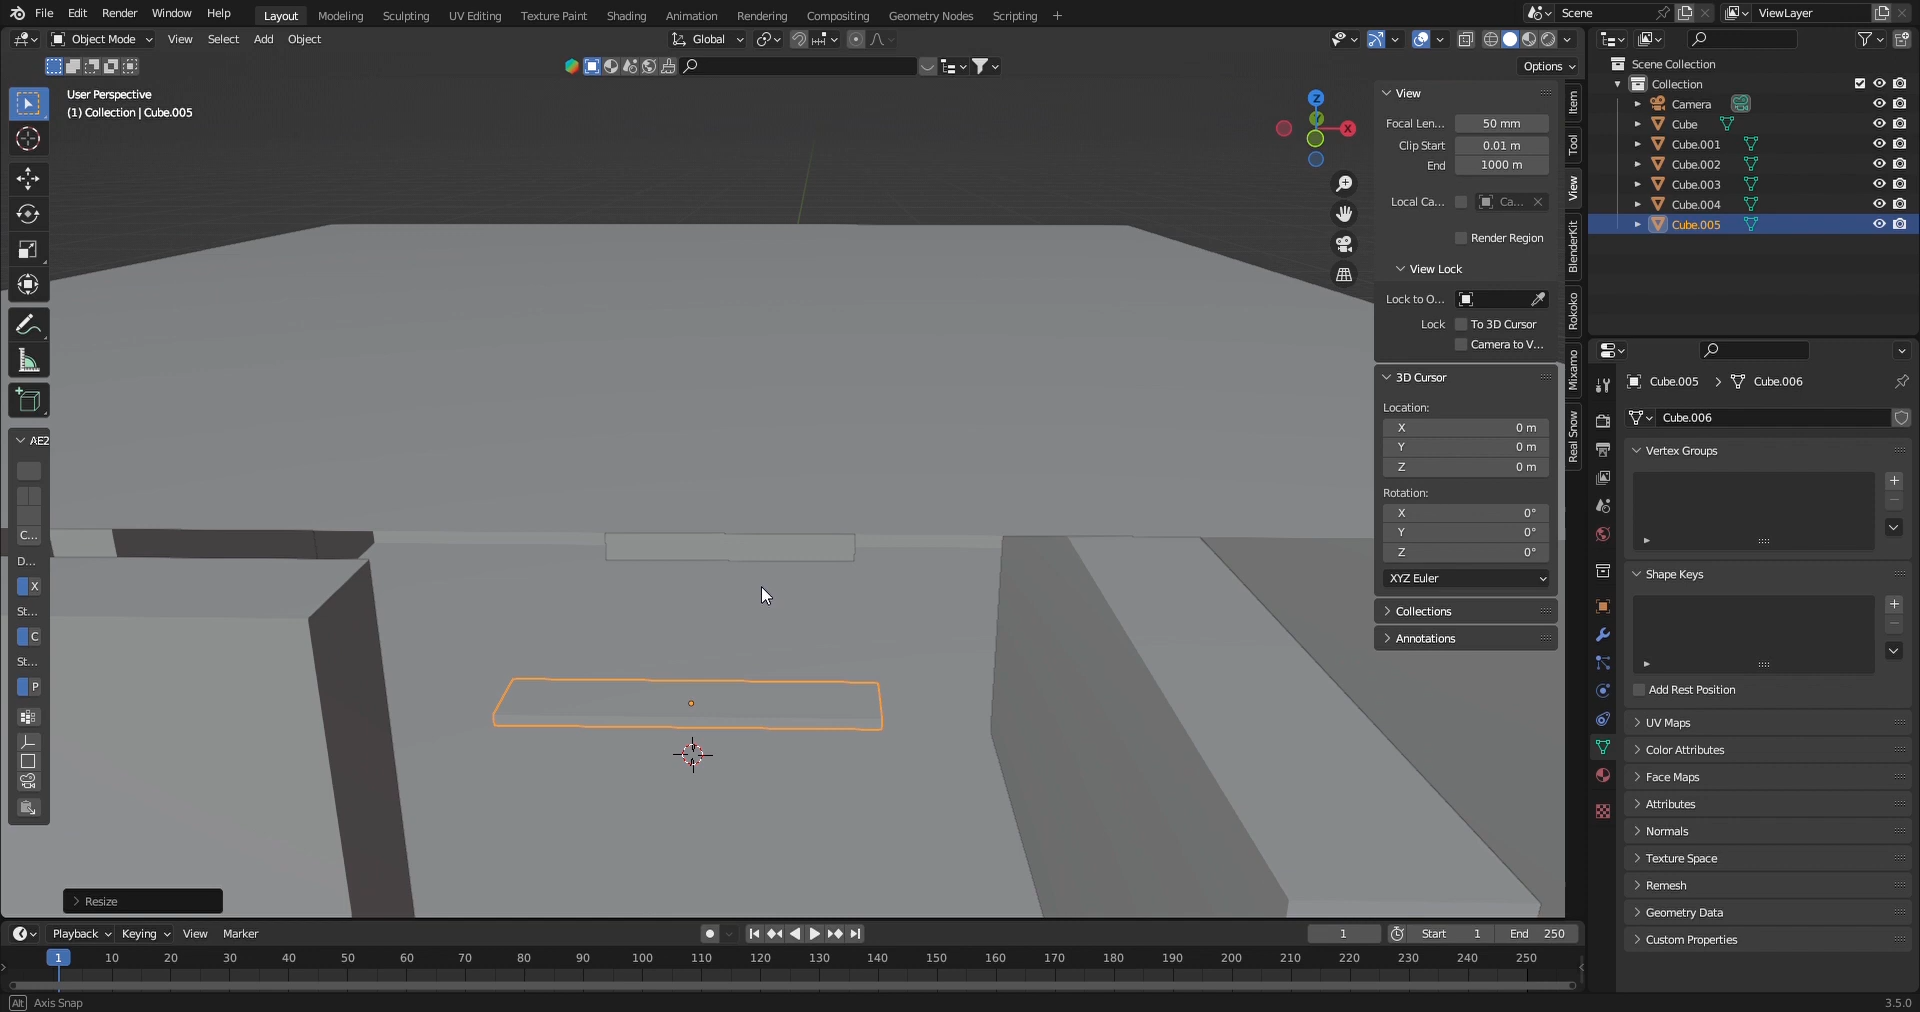 File Edit Render Window Help Layout Modeling Sculpting UV Editing Texture Paint Shading Animation Rendering Compositing Geometry Nodes Scripting + Scene ViewLayer
Object Mode View Select Add Object Global
Options
User Perspective
(1) Collection | Cube.005
Z
Y
X
AE2
C...
D...
X
St...
C
St...
P
Resize
View
Focal Len... 50 mm
Clip Start 0.01 m
End 1000 m
Local Ca... Ca...
Render Region
View Lock
Lock to O...
Lock To 3D Cursor
Camera to V...
3D Cursor
Location:
X 0 m
Y 0 m
Z 0 m
Rotation:
X 0°
Y 0°
Z 0°
XYZ Euler
Collections
Annotations
Item
Tool
View
BlenderKit
Rokoko
Mixamo
Real Snow
Scene Collection
Collection
Camera
Cube
Cube.001
Cube.002
Cube.003
Cube.004
Cube.005
Cube.005 > Cube.006
Cube.006
Vertex Groups
Shape Keys
Add Rest Position
UV Maps
Color Attributes
Face Maps
Attributes
Normals
Texture Space
Remesh
Geometry Data
Custom Properties
Playback Keying View Marker 1 Start 1 End 250
1 10 20 30 40 50 60 70 80 90 100 110 120 130 140 150 160 170 180 190 200 210 220 230 240 250
Alt Axis Snap 3.5.0